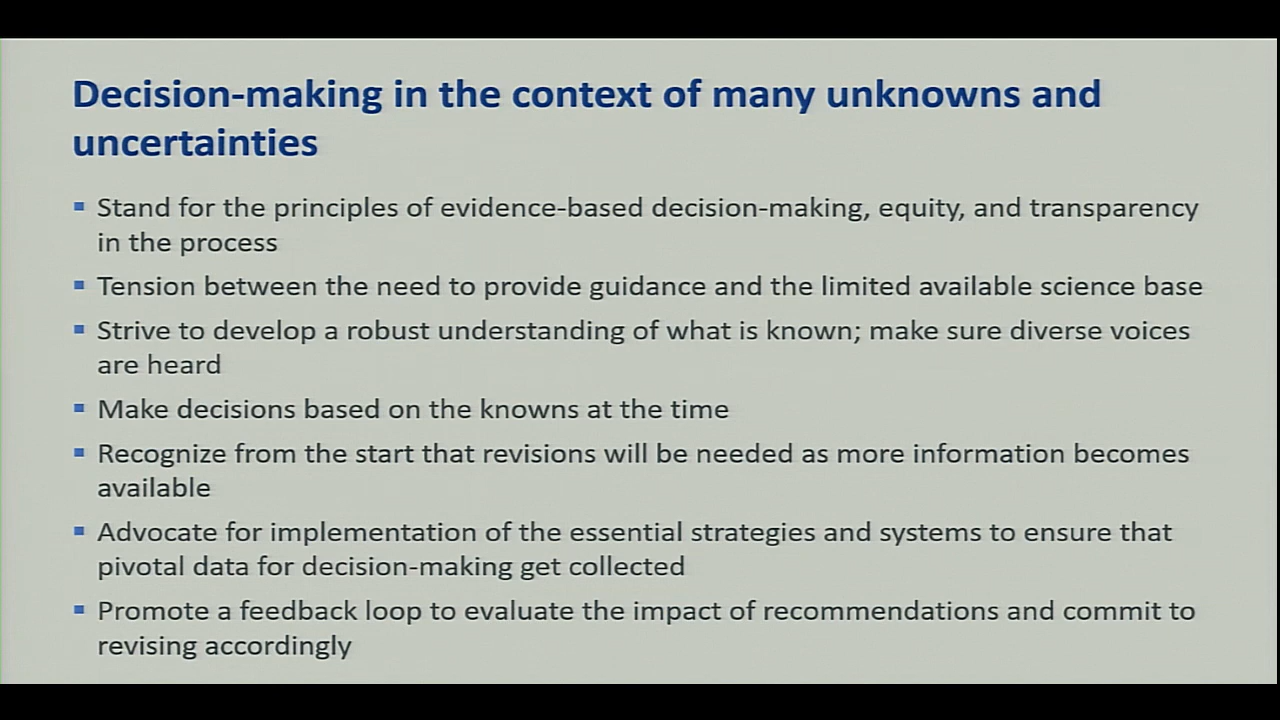 Decision-making in the context of many unknowns and
uncertainties
▪ Stand for the principles of evidence-based decision-making, equity, and transparency
in the process
▪ Tension between the need to provide guidance and the limited available science base
▪ Strive to develop a robust understanding of what is known; make sure diverse voices
are heard
▪ Make decisions based on the knowns at the time
▪ Recognize from the start that revisions will be needed as more information becomes
available
▪ Advocate for implementation of the essential strategies and systems to ensure that
pivotal data for decision-making get collected
▪ Promote a feedback loop to evaluate the impact of recommendations and commit to
revising accordingly